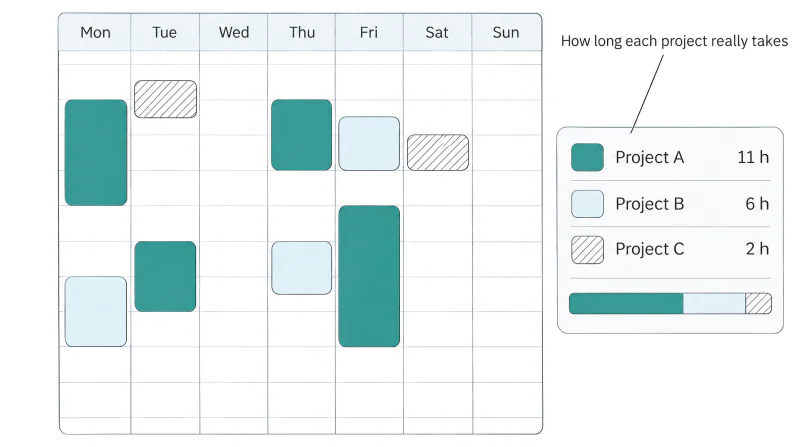 Mon Tue Wed Thu Fri Sat Sun
How long each project really takes
Project A 11 h
Project B 6 h
Project C 2 h